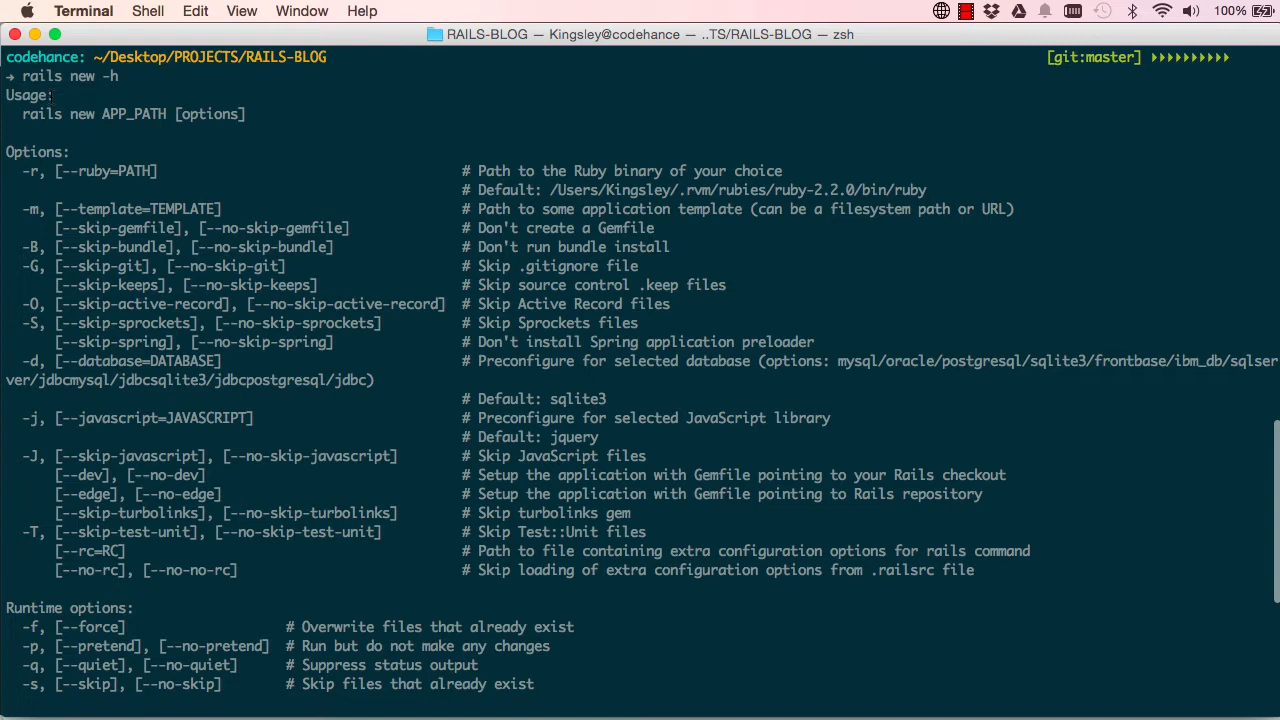 Terminal Shell Edit View Window Help 100%
RAILS-BLOG — Kingsley@codehance — ..TS/RAILS-BLOG — zsh
codehance: ~/Desktop/PROJECTS/RAILS-BLOG [git:master]
→ rails new -h
Usage:
rails new APP_PATH [options]
Options:
-r, [--ruby=PATH] # Path to the Ruby binary of your choice
# Default: /Users/Kingsley/.rvm/rubies/ruby-2.2.0/bin/ruby
-m, [--template=TEMPLATE] # Path to some application template (can be a filesystem path or URL)
[--skip-gemfile], [--no-skip-gemfile] # Don't create a Gemfile
-B, [--skip-bundle], [--no-skip-bundle] # Don't run bundle install
-G, [--skip-git], [--no-skip-git] # Skip .gitignore file
[--skip-keeps], [--no-skip-keeps] # Skip source control .keep files
-O, [--skip-active-record], [--no-skip-active-record] # Skip Active Record files
-S, [--skip-sprockets], [--no-skip-sprockets] # Skip Sprockets files
[--skip-spring], [--no-skip-spring] # Don't install Spring application preloader
-d, [--database=DATABASE] # Preconfigure for selected database (options: mysql/oracle/postgresql/sqlite3/frontbase/ibm_db/sqlser
ver/jdbcmysql/jdbcsqlite3/jdbcpostgresql/jdbc)
# Default: sqlite3
-j, [--javascript=JAVASCRIPT] # Preconfigure for selected JavaScript library
# Default: jquery
-J, [--skip-javascript], [--no-skip-javascript] # Skip JavaScript files
[--dev], [--no-dev] # Setup the application with Gemfile pointing to your Rails checkout
[--edge], [--no-edge] # Setup the application with Gemfile pointing to Rails repository
[--skip-turbolinks], [--no-skip-turbolinks] # Skip turbolinks gem
-T, [--skip-test-unit], [--no-skip-test-unit] # Skip Test::Unit files
[--rc=RC] # Path to file containing extra configuration options for rails command
[--no-rc], [--no-no-rc] # Skip loading of extra configuration options from .railsrc file
Runtime options:
-f, [--force] # Overwrite files that already exist
-p, [--pretend], [--no-pretend] # Run but do not make any changes
-q, [--quiet], [--no-quiet] # Suppress status output
-s, [--skip], [--no-skip] # Skip files that already exist